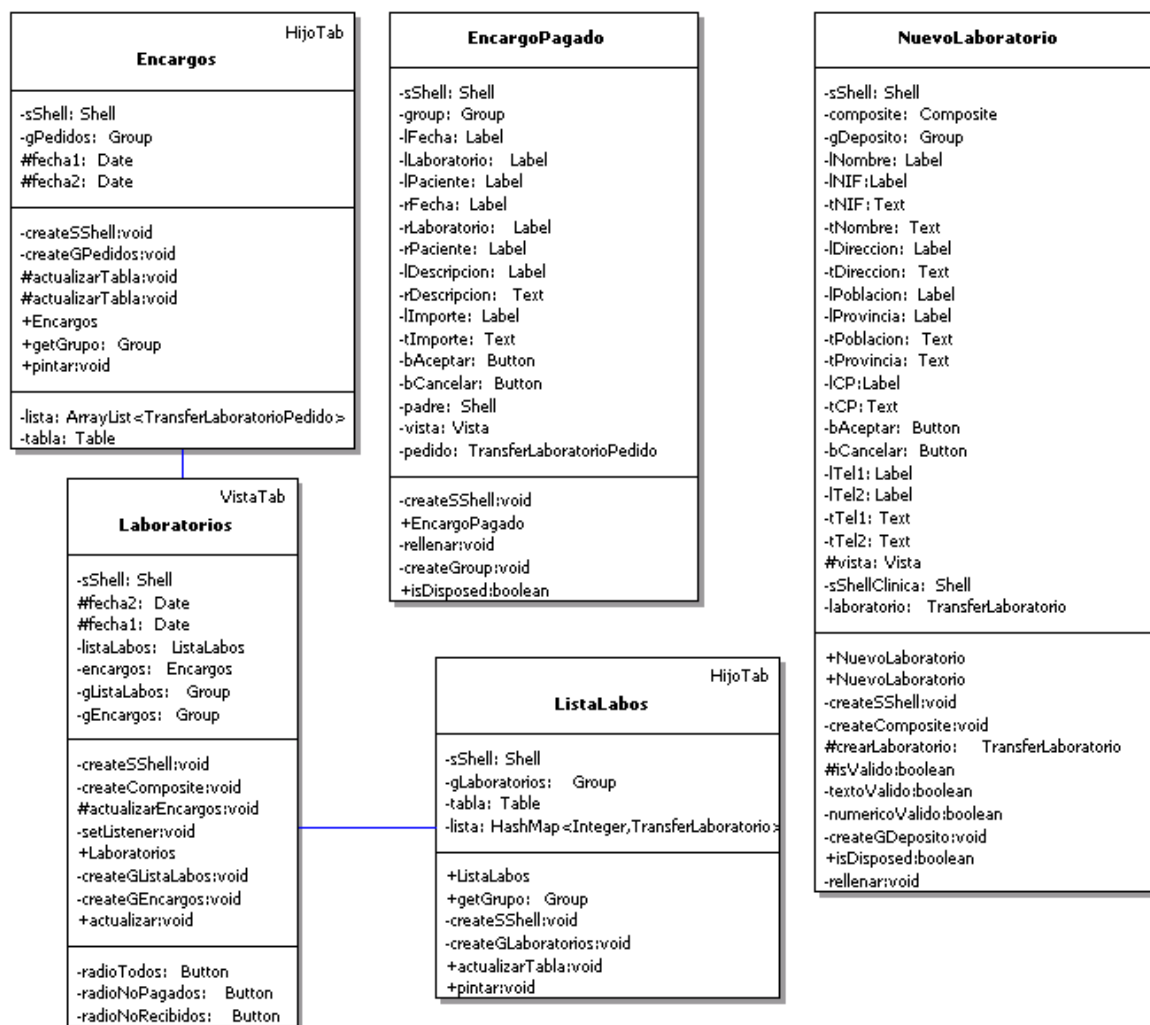 HijoTab
Encargos
-sShell: Shell
-gPedidos: Group
#fecha1: Date
#fecha2: Date
-createSShell:void
-createGPedidos:void
#actualizarTabla:void
#actualizarTabla:void
+Encargos
+getGrupo: Group
+pintar:void
-lista: ArrayList<TransferLaboratorioPedido>
-tabla: Table
VistaTab
Laboratorios
-sShell: Shell
#fecha2: Date
#fecha1: Date
-listaLabos: ListaLabos
-encargos: Encargos
-gListaLabos: Group
-gEncargos: Group
-createSShell:void
-createComposite:void
#actualizarEncargos:void
-setListener:void
+Laboratorios
-createGListaLabos:void
-createGEncargos:void
+actualizar:void
-radioTodos: Button
-radioNoPagados: Button
-radioNoRecibidos: Button
EncargoPagado
-sShell: Shell
-group: Group
-lFecha: Label
-lLaboratorio: Label
-lPaciente: Label
-rFecha: Label
-rLaboratorio: Label
-rPaciente: Label
-lDescripcion: Label
-rDescripcion: Text
-lImporte: Label
-tImporte: Text
-bAceptar: Button
-bCancelar: Button
-padre: Shell
-vista: Vista
-pedido: TransferLaboratorioPedido
-createSShell:void
+EncargoPagado
-rellenar:void
-createGroup:void
+isDisposed:boolean
HijoTab
ListaLabos
-sShell: Shell
-gLaboratorios: Group
-tabla: Table
-lista: HashMap<Integer,TransferLaboratorio>
+ListaLabos
+getGrupo: Group
-createSShell:void
-createGLaboratorios:void
+actualizarTabla:void
+pintar:void
NuevoLaboratorio
-sShell: Shell
-composite: Composite
-gDeposito: Group
-lNombre: Label
-lNIF:Label
-tNIF:Text
-tNombre: Text
-lDireccion: Label
-tDireccion: Text
-lPoblacion: Label
-lProvincia: Label
-tPoblacion: Text
-tProvincia: Text
-lCP:Label
-tCP:Text
-bAceptar: Button
-bCancelar: Button
-lTel1: Label
-lTel2: Label
-tTel1: Text
-tTel2: Text
#vista: Vista
-sShellClinica: Shell
-laboratorio: TransferLaboratorio
+NuevoLaboratorio
+NuevoLaboratorio
-createSShell:void
-createComposite:void
#crearLaboratorio: TransferLaboratorio
#isValido:boolean
-textoValido:boolean
-numericoValido:boolean
-createGDeposito:void
+isDisposed:boolean
-rellenar:void